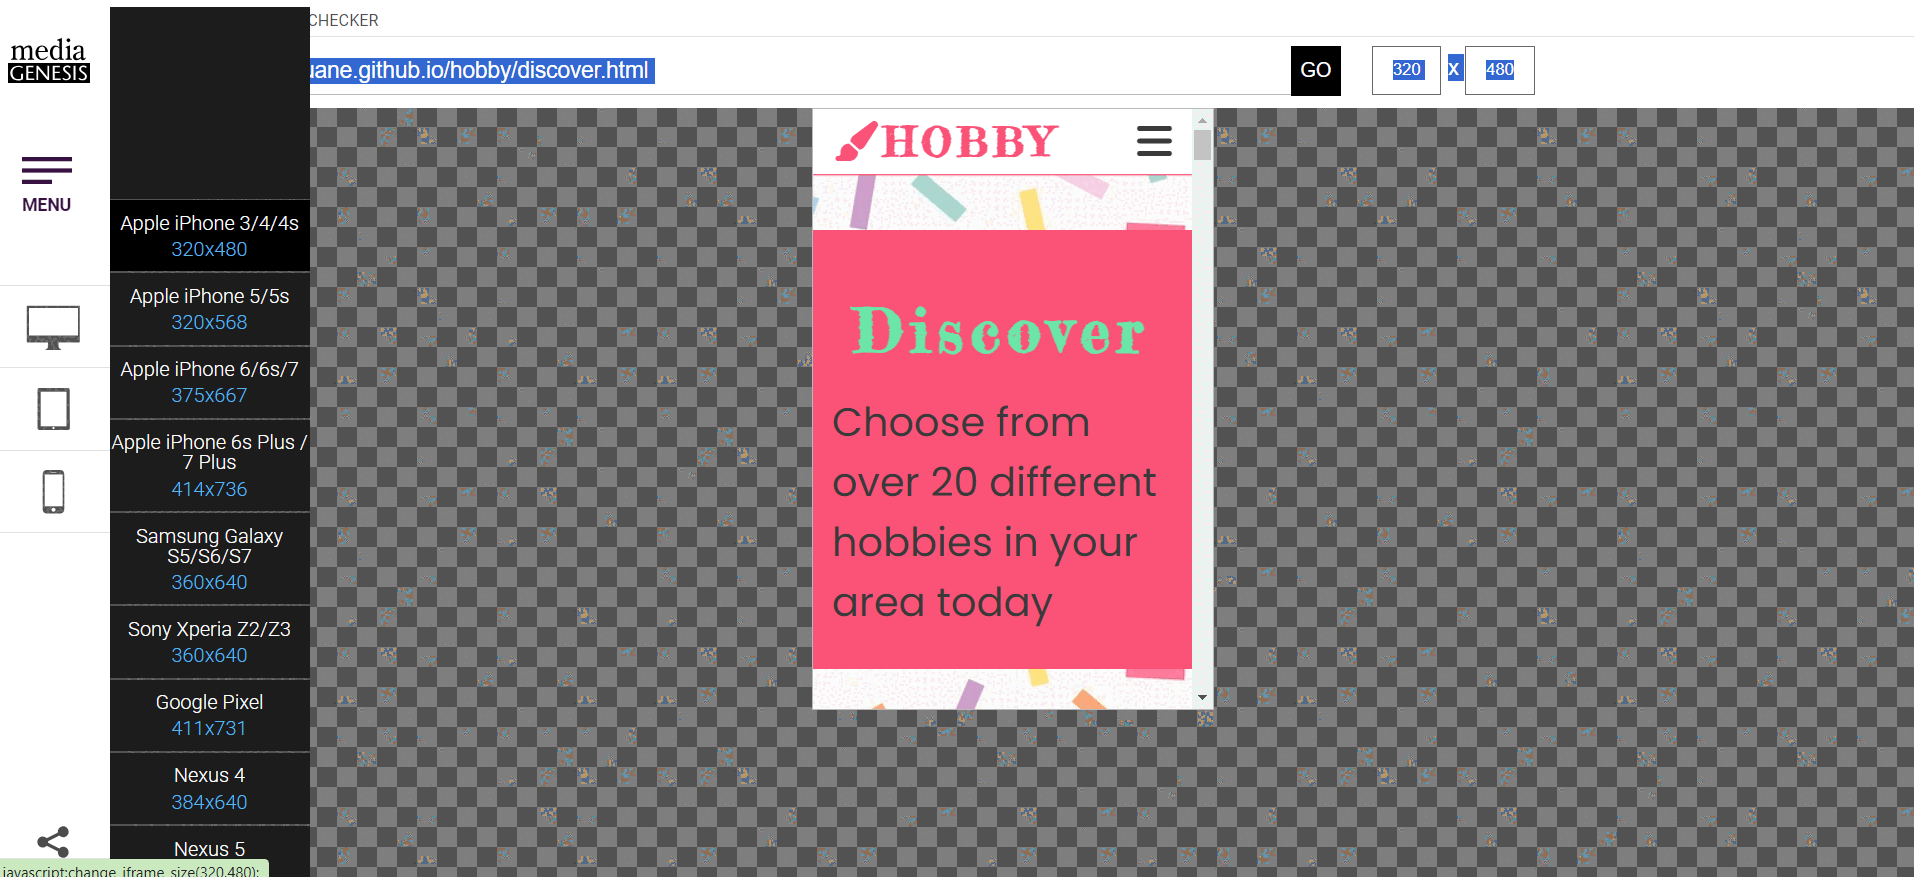 CHECKER
media
GENESIS
uane.github.io/hobby/discover.html
GO
320 X 480
MENU
Apple iPhone 3/4/4s
320x480
Apple iPhone 5/5s
320x568
Apple iPhone 6/6s/7
375x667
Apple iPhone 6s Plus /
7 Plus
414x736
Samsung Galaxy
S5/S6/S7
360x640
Sony Xperia Z2/Z3
360x640
Google Pixel
411x731
Nexus 4
384x640
Nexus 5
HOBBY
Discover
Choose from
over 20 different
hobbies in your
area today
javascript:change_iframe_size(320,480);